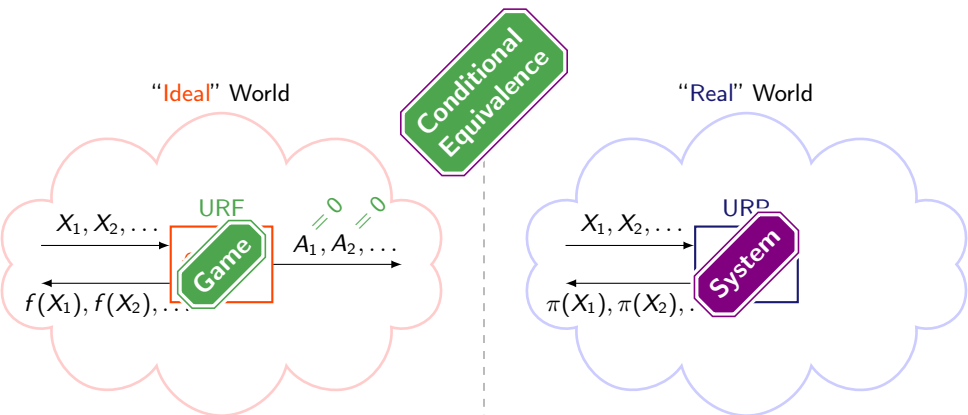 Conditional
Equivalence
“Ideal” World
“Real” World
URF
= 0
= 0
X₁, X₂, . . .
A₁, A₂, . . .
Game
f(X₁), f(X₂), . . .
URP
X₁, X₂, . . .
System
π(X₁), π(X₂), .